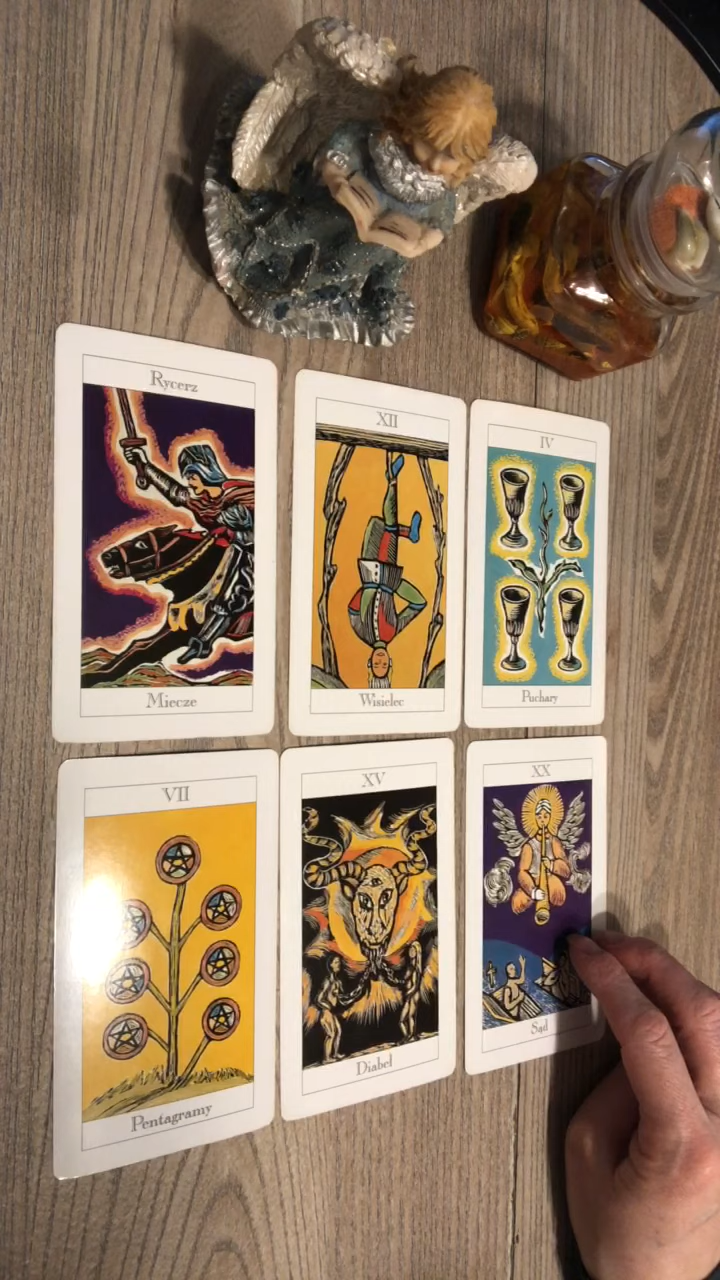 Rycerz
Miecze
XII
Wisielec
IV
Puchary
VII
Pentagramy
XV
Diabeł
XX
Sąd